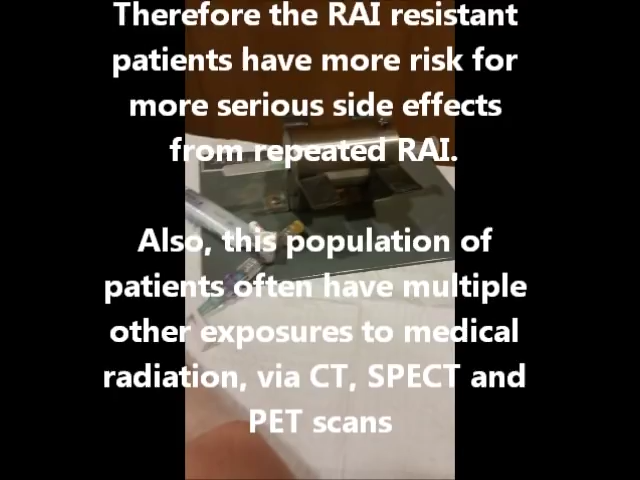 Therefore the RAI resistant
patients have more risk for
more serious side effects
from repeated RAI.
Also, this population of
patients often have multiple
other exposures to medical
radiation, via CT, SPECT and
PET scans